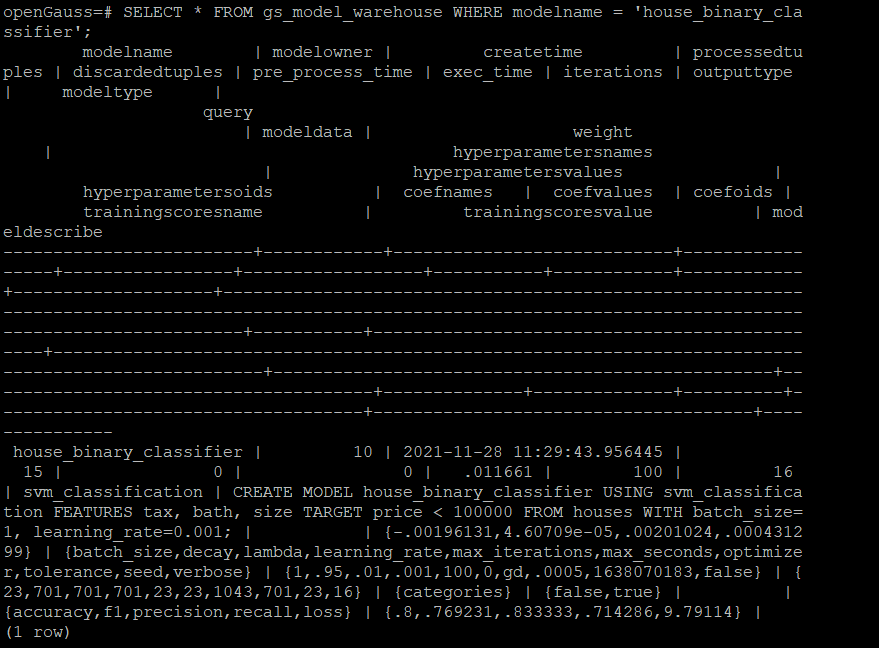 openGauss=# SELECT * FROM gs_model_warehouse WHERE modelname = 'house_binary_cla
ssifier';
        modelname        | modelowner |         createtime         | processedtu
ples | discardedtuples | pre_process_time | exec_time | iterations | outputtype
|     modeltype      |
                    query
                        | modeldata |                    weight
    |                                        hyperparametersnames
                          |              hyperparametersvalues               |
        hyperparametersoids          |  coefnames   |  coefvalues  | coefoids |
        trainingscoresname          |         trainingscoresvalue          | mod
eldescribe
-------------------------+------------+----------------------------+------------
-----+-----------------+------------------+-----------+------------+------------
+--------------------+----------------------------------------------------------
--------------------------------------------------------------------------------
------------------------+-----------+-------------------------------------------
----+---------------------------------------------------------------------------
--------------------------+--------------------------------------------------+--
-------------------------------------+--------------+--------------+----------+-
------------------------------------+--------------------------------------+----
-----------
 house_binary_classifier |         10 | 2021-11-28 11:29:43.956445 |
  15 |               0 |                0 |   .011661 |        100 |         16
| svm_classification | CREATE MODEL house_binary_classifier USING svm_classifica
tion FEATURES tax, bath, size TARGET price < 100000 FROM houses WITH batch_size=
1, learning_rate=0.001; |           | {-.00196131,4.60709e-05,.00201024,.0004312
99} | {batch_size,decay,lambda,learning_rate,max_iterations,max_seconds,optimize
r,tolerance,seed,verbose} | {1,.95,.01,.001,100,0,gd,.0005,1638070183,false} | {
23,701,701,701,23,23,1043,701,23,16} | {categories} | {false,true} |          |
{accuracy,f1,precision,recall,loss} | {.8,.769231,.833333,.714286,9.79114} |
(1 row)